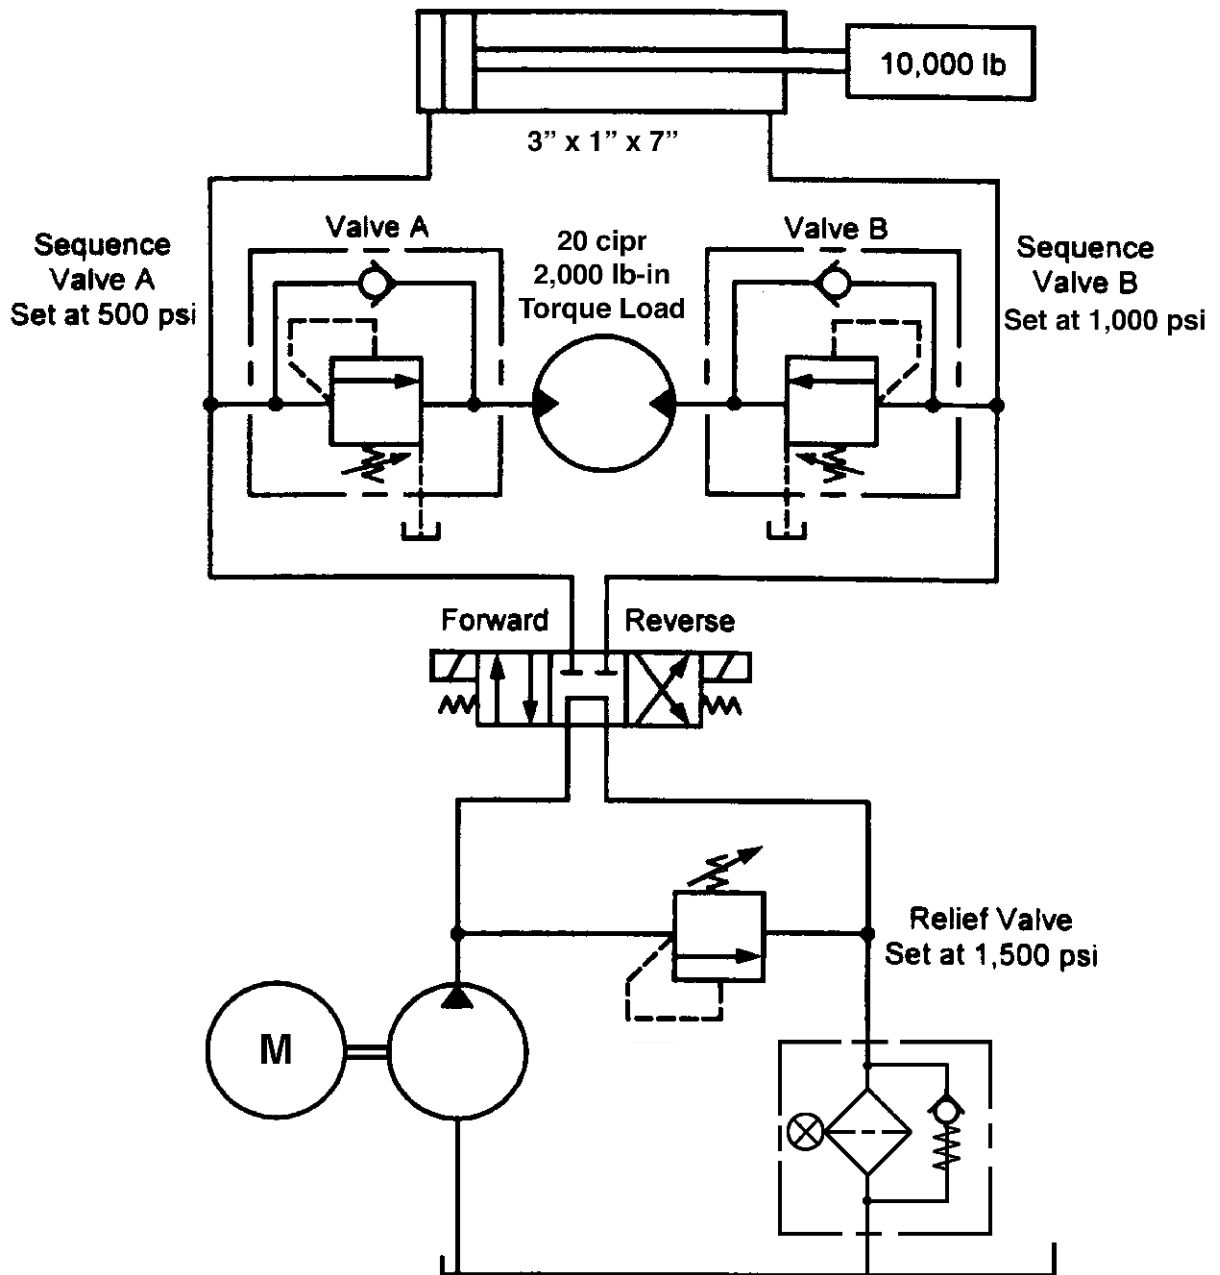 10,000 lb
3” x 1” x 7”
Sequence
Valve A
Set at 500 psi
Valve A
20 cipr
2,000 lb-in
Torque Load
Valve B
Sequence
Valve B
Set at 1,000 psi
Forward
Reverse
Relief Valve
Set at 1,500 psi
M